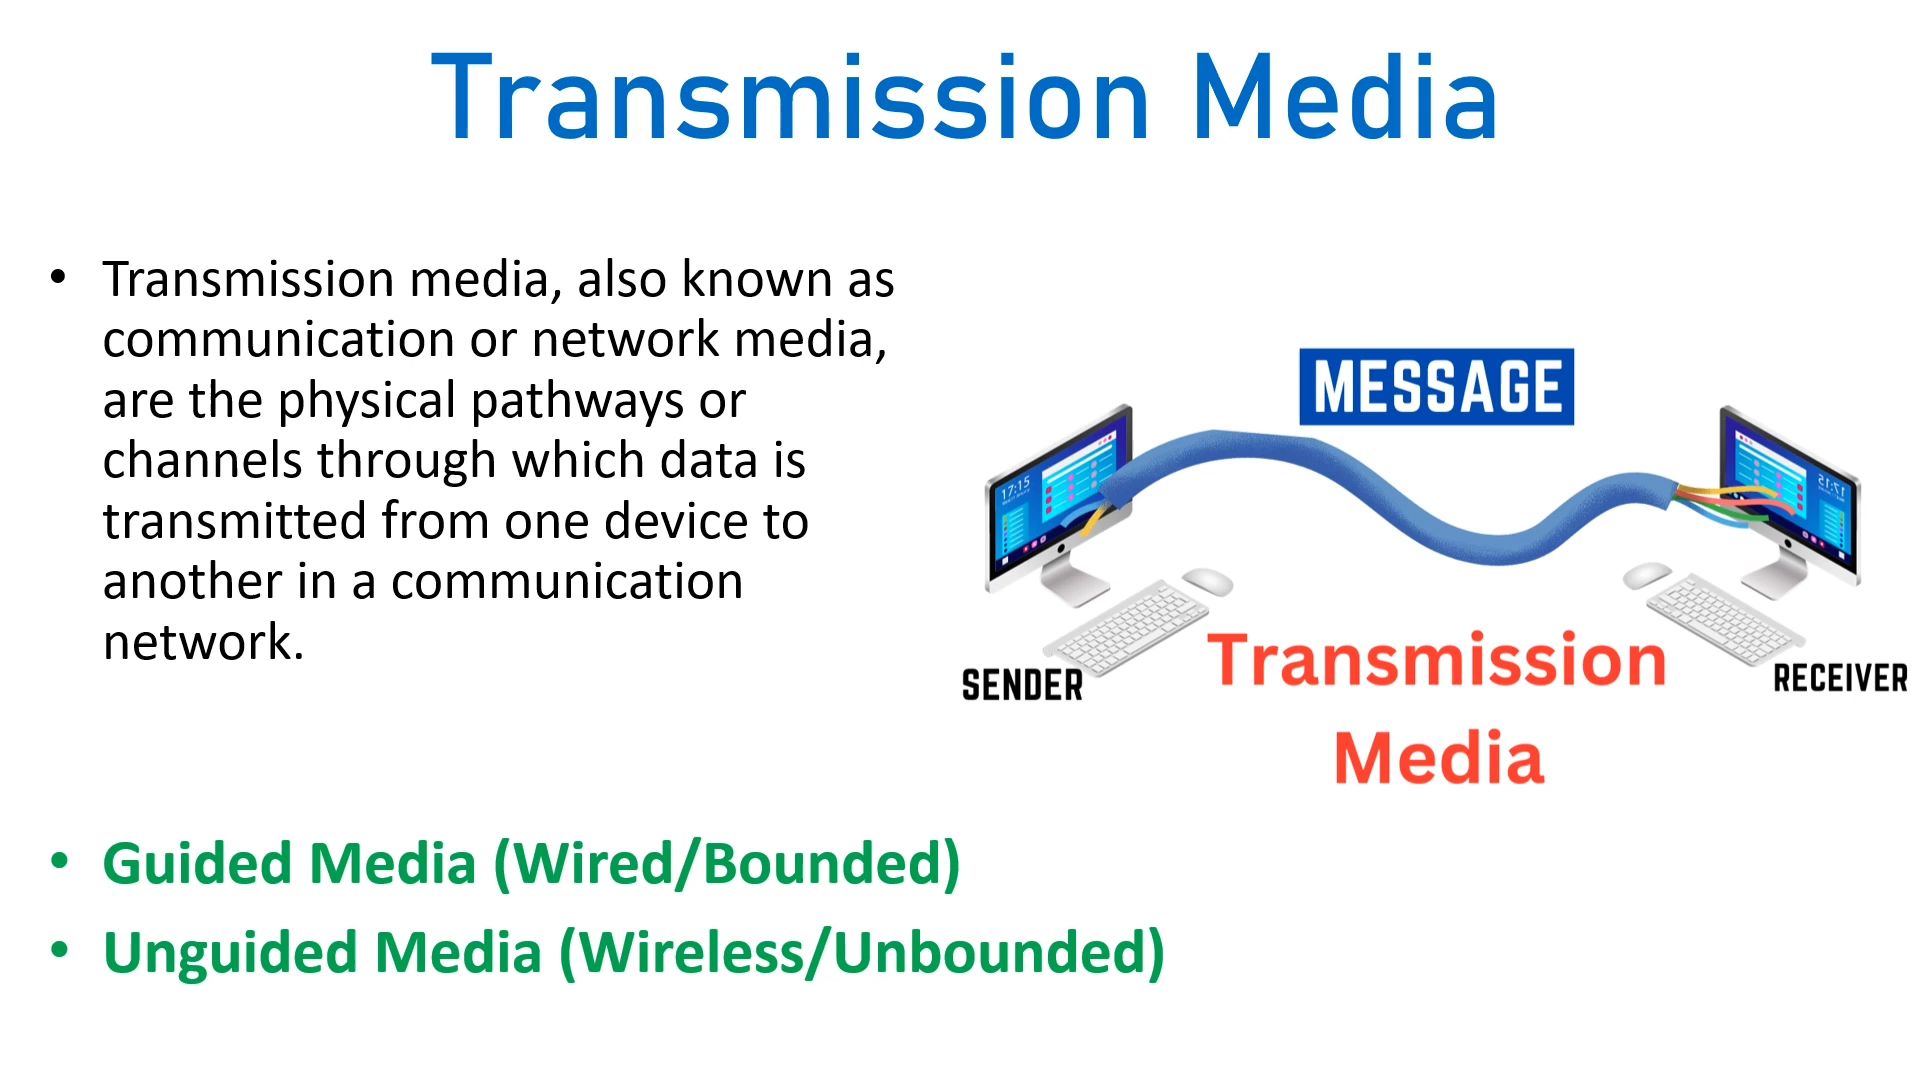 Transmission Media
• Transmission media, also known as
communication or network media,
are the physical pathways or
channels through which data is
transmitted from one device to
another in a communication
network.
MESSAGE
17:15
SENDER
RECEIVER
Transmission
Media
• Guided Media (Wired/Bounded)
• Unguided Media (Wireless/Unbounded)